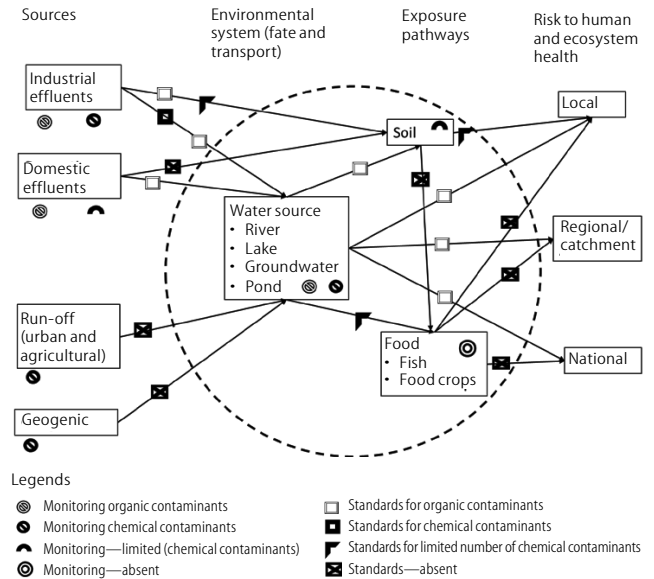 Sources
Environmental
system (fate and
transport)
Exposure
pathways
Risk to human
and ecosystem
health
Industrial
effluents
Local
Soil
Domestic
effluents
Water source
• River
• Lake
• Groundwater
• Pond
Regional/
catchment
Run-off
(urban and
agricultural)
Food
• Fish
• Food crops
National
Geogenic
Legends
Monitoring organic contaminants
Monitoring chemical contaminants
Monitoring—limited (chemical contaminants)
Monitoring—absent
Standards for organic contaminants
Standards for chemical contaminants
Standards for limited number of chemical contaminants
Standards—absent